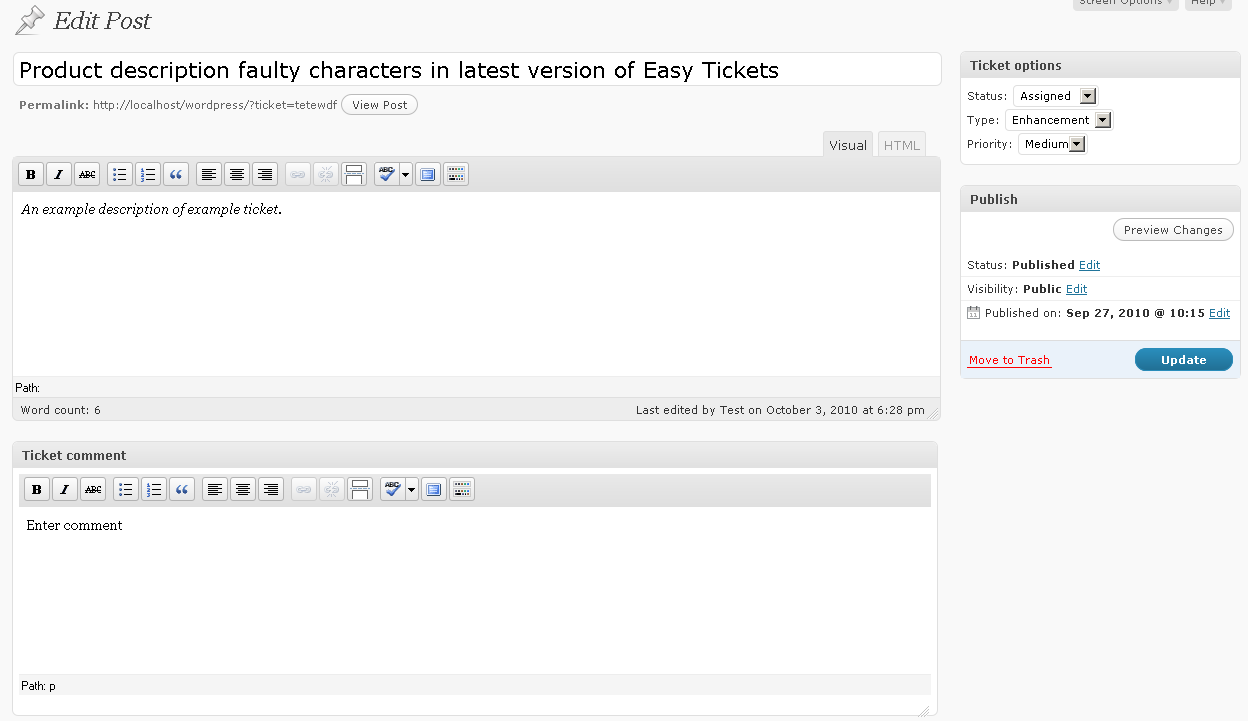 Screen Options Help
Edit Post
Product description faulty characters in latest version of Easy Tickets
Permalink: http://localhost/wordpress/?ticket=tetewdf View Post
Visual HTML
B I ABC ABC
An example description of example ticket.
Path:
Word count: 6 Last edited by Test on October 3, 2010 at 6:28 pm
Ticket comment
B I ABC ABC
Enter comment
Path: p
Ticket options
Status: Assigned
Type: Enhancement
Priority: Medium
Publish
Preview Changes
Status: Published Edit
Visibility: Public Edit
Published on: Sep 27, 2010 @ 10:15 Edit
Move to Trash Update